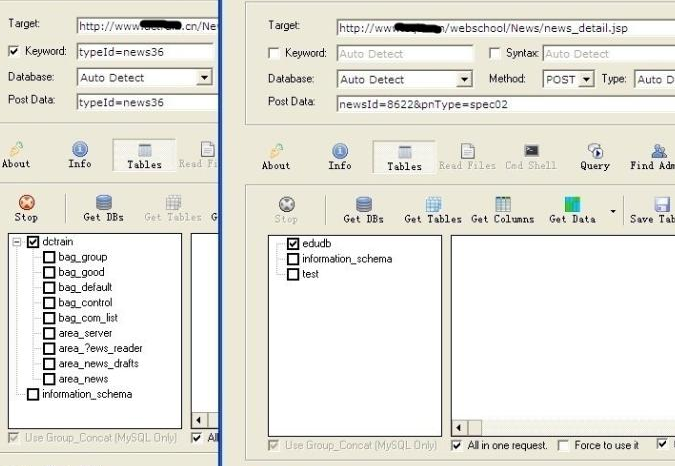 Target: http://www.dctrain.cn/Ne
Keyword: typeId=news36
Database: Auto Detect
Post Data: typeId=news36
About Info Tables Read Fi
Stop Get DBs Get Tables G
dctrain
bag_group
bag_good
bag_default
bag_control
bag_com_list
area_server
area_?ews_reader
area_news_drafts
area_news
information_schema
Use Group_Concat (MySQL Only) All
Target: http://www. n/webschool/News/news_detail.jsp
Keyword: Auto Detect Syntax: Auto Detect
Database: Auto Detect Method: POST Type: Auto D
Post Data: newsId=8622&pnType=spec02
About Info Tables Read Files Cmd Shell Query Find Adm
Stop Get DBs Get Tables Get Columns Get Data Save Tab
edudb
information_schema
test
Use Group_Concat (MySQL Only) All in one request. Force to use it